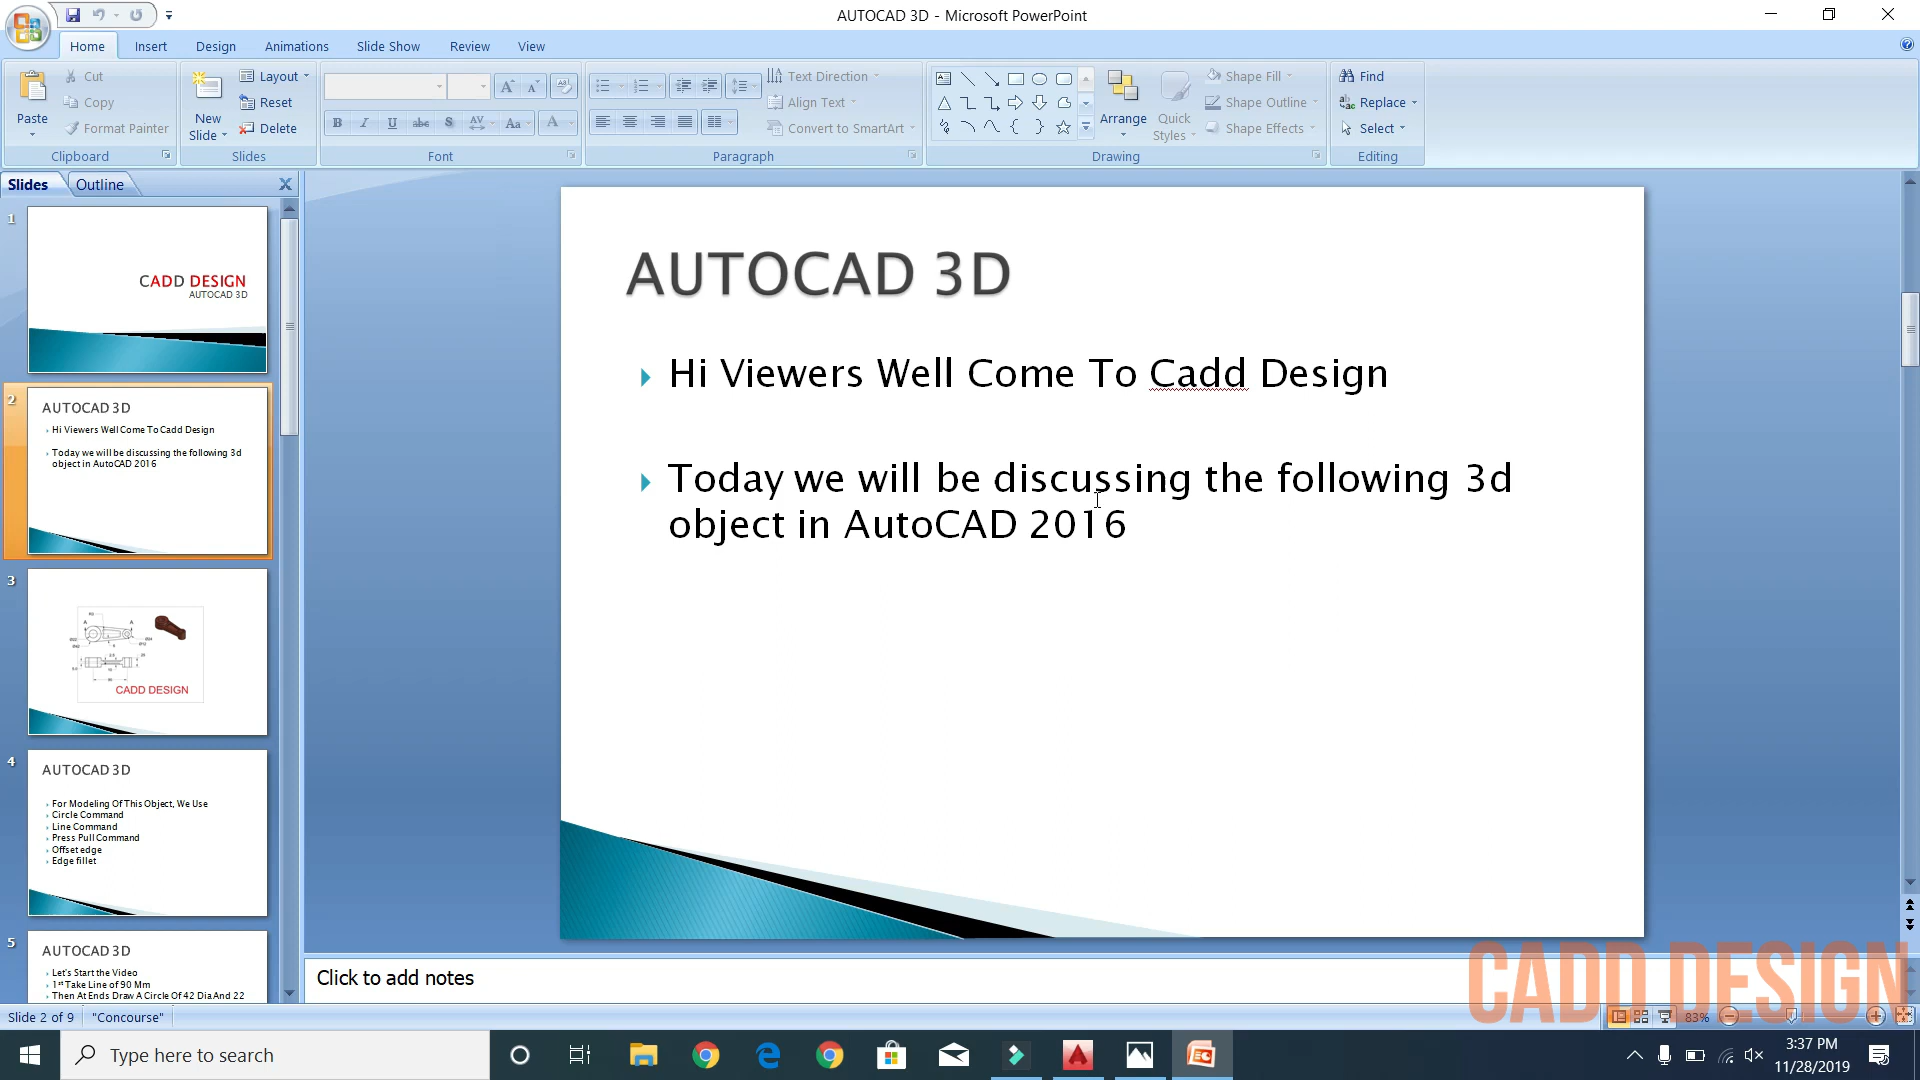 AUTOCAD 3D - Microsoft PowerPoint
Home
Insert
Design
Animations
Slide Show
Review
View
Paste
Cut
Copy
Format Painter
Clipboard
New
Slide
Layout
Reset
Delete
Slides
Font
Text Direction
Align Text
Convert to SmartArt
Paragraph
Arrange
Quick
Styles
Shape Fill
Shape Outline
Shape Effects
Drawing
Find
Replace
Select
Editing
Slides
Outline
1
CADD DESIGN
AUTOCAD 3D
2
AUTOCAD 3D
Hi Viewers Well Come To Cadd Design
Today we will be discussing the following 3d
object in AutoCAD 2016
3
CADD DESIGN
4
AUTOCAD 3D
For Modeling Of This Object, We Use
Circle Command
Line Command
Press Pull Command
Offset edge
Edge fillet
5
AUTOCAD 3D
Let's Start the Video
1st Take Line of 90 Mm
Then At Ends Draw A Circle Of 42 Dia And 22
AUTOCAD 3D
Hi Viewers Well Come To Cadd Design
Today we will be discussing the following 3d
object in AutoCAD 2016
Click to add notes
CADD DESIGN
Slide 2 of 9
"Concourse"
83%
Type here to search
3:37 PM
11/28/2019